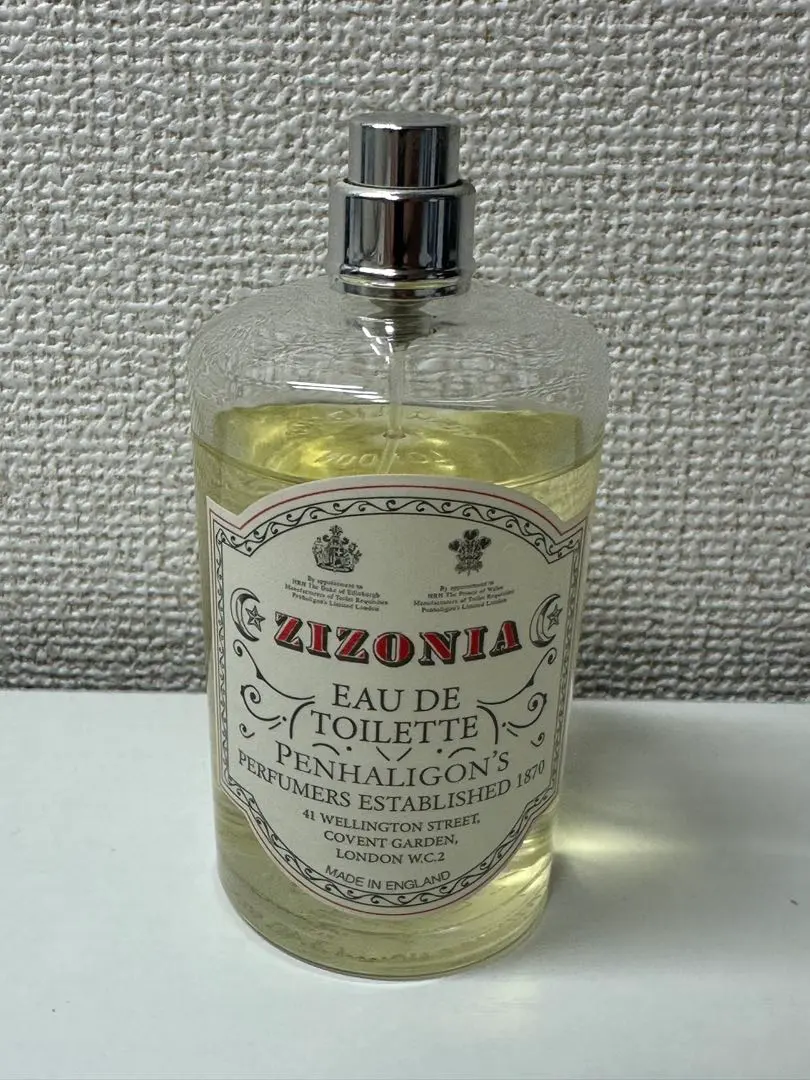 By appointment to
HRH The Duke of Edinburgh
Manufacturers of Toilet Requisites
Penhaligon's Limited London
By appointment to
HRH The Prince of Wales
Manufacturers of Toilet Requisites
Penhaligon's Limited London
ZIZONIA
EAU DE
TOILETTE
PENHALIGON'S
PERFUMERS ESTABLISHED 1870
41 WELLINGTON STREET,
COVENT GARDEN,
LONDON W.C.2
MADE IN ENGLAND